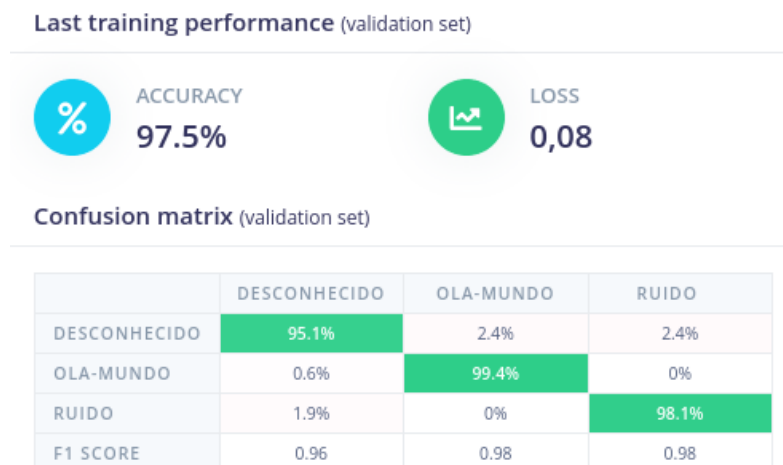 Last training performance (validation set)
% ACCURACY
97.5%
LOSS
0,08
Confusion matrix (validation set)
DESCONHECIDO OLA-MUNDO RUIDO
DESCONHECIDO 95.1% 2.4% 2.4%
OLA-MUNDO 0.6% 99.4% 0%
RUIDO 1.9% 0% 98.1%
F1 SCORE 0.96 0.98 0.98